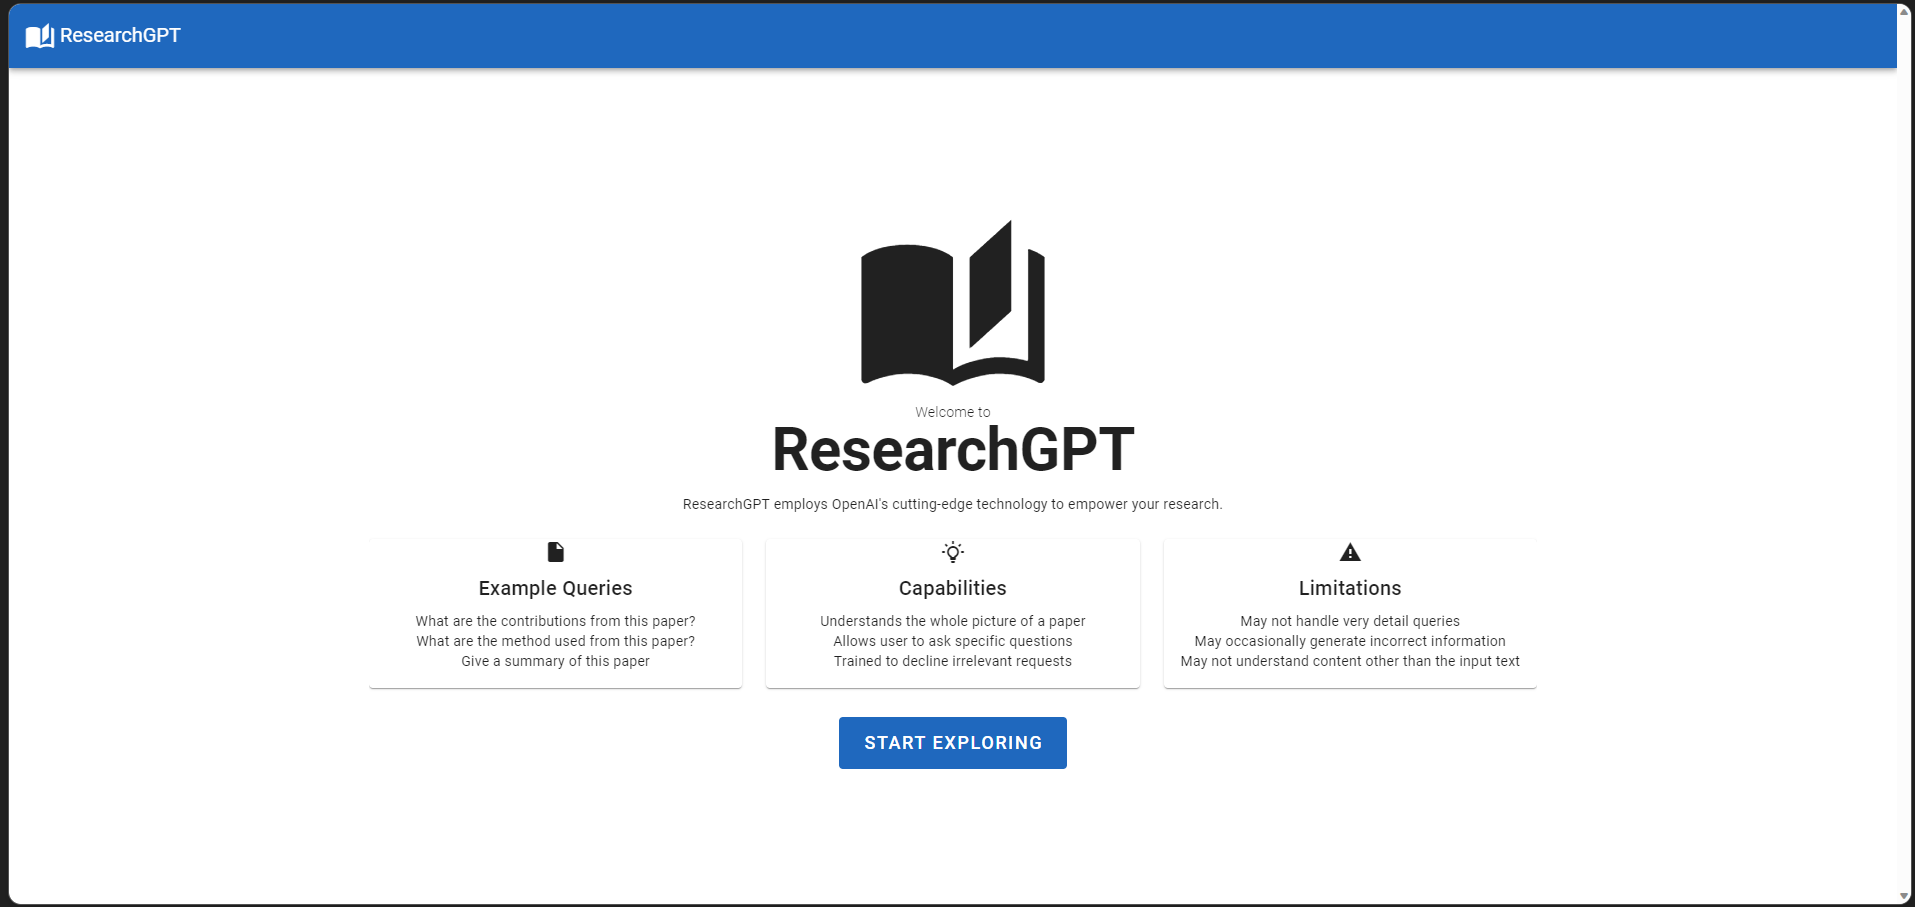 ResearchGPT
Welcome to
ResearchGPT
ResearchGPT employs OpenAI's cutting-edge technology to empower your research.
Example Queries
What are the contributions from this paper?
What are the method used from this paper?
Give a summary of this paper
Capabilities
Understands the whole picture of a paper
Allows user to ask specific questions
Trained to decline irrelevant requests
Limitations
May not handle very detail queries
May occasionally generate incorrect information
May not understand content other than the input text
START EXPLORING